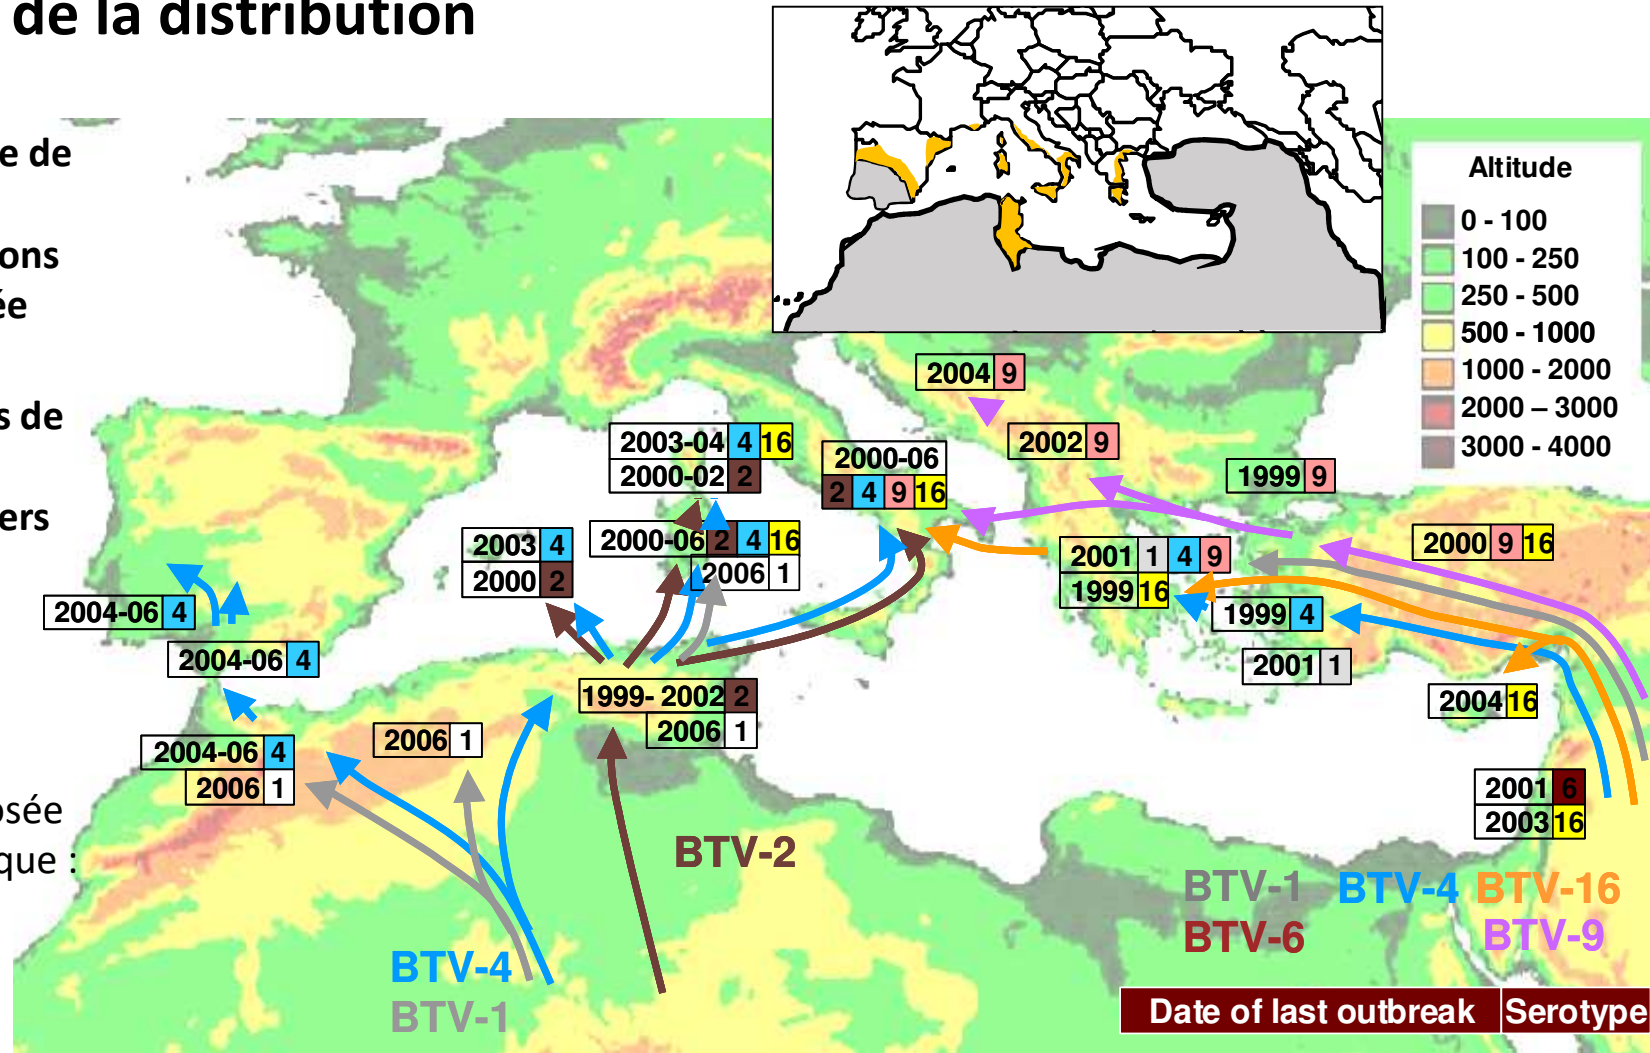 de la distribution
e de
ons
ée
s de
ers
osée
que :
Altitude
0 - 100
100 - 250
250 - 500
500 - 1000
1000 - 2000
2000 – 3000
3000 - 4000
2004 9
2002 9
1999 9
2003-04 4 16
2000-02 2
2000-06
2 4 9 16
2003 4
2000 2
2000-06 2 4 16
2006 1
2001 1 4 9
1999 16
2000 9 16
1999 4
2001 1
2004 16
2004-06 4
2004-06 4
1999- 2002 2
2006 1
2006 1
2004-06 4
2006 1
2001 6
2003 16
BTV-2
BTV-1 BTV-4 BTV-16
BTV-6 BTV-9
BTV-4
BTV-1
Date of last outbreak Serotype